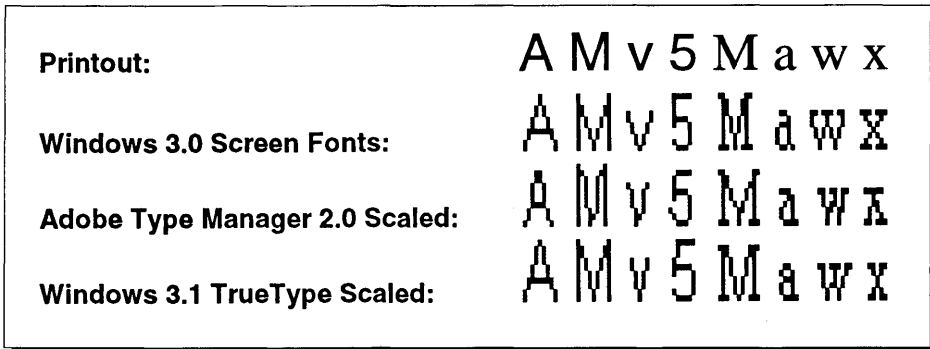 Printout: A M v 5 M a w x
Windows 3.0 Screen Fonts: A M v 5 M a w x
Adobe Type Manager 2.0 Scaled: A M v 5 M a w x
Windows 3.1 TrueType Scaled: A M v 5 M a w x